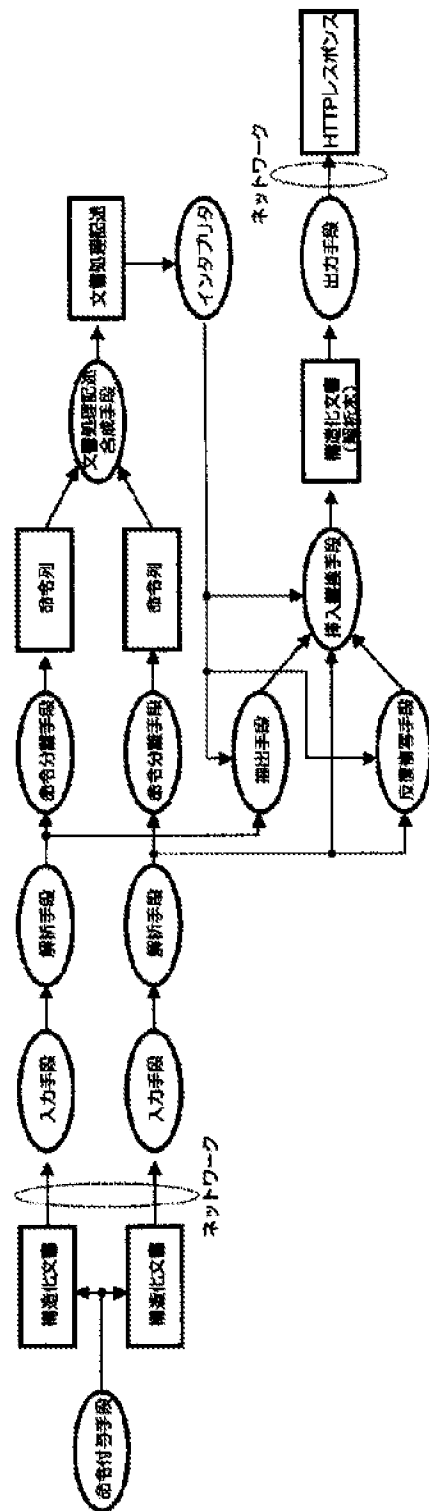 命令付与手段
構造化文書
構造化文書
ネットワーク
入力手段
入力手段
解析手段
解析手段
命令分離手段
命令分離手段
命令列
命令列
文書処理記述
合成手段
文書処理記述
インタプリタ
抽出手段
反復複写手段
挿入置換手段
構造化文書
(解析木)
出力手段
ネットワーク
HTTPレスポンス